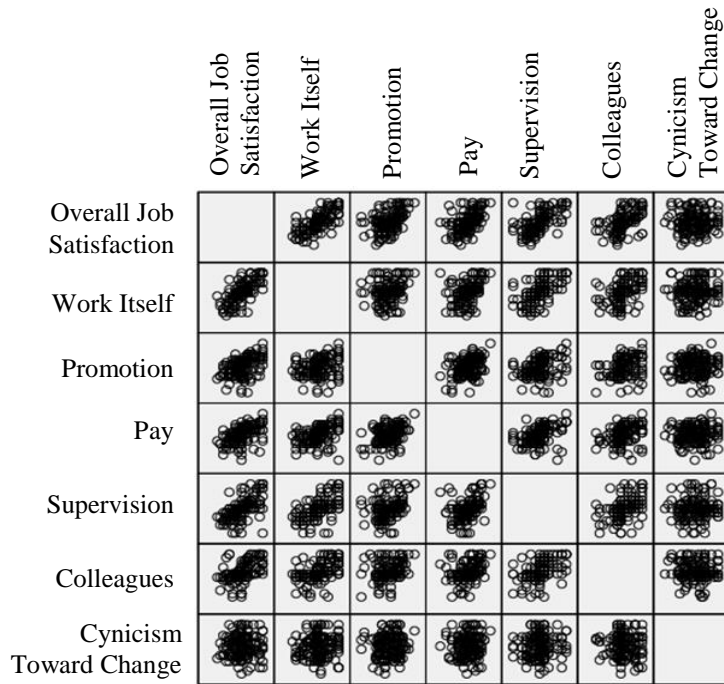 Overall Job
Satisfaction
Work Itself
Promotion
Pay
Supervision
Colleagues
Cynicism
Toward Change
Overall Job
Satisfaction
Work Itself
Promotion
Pay
Supervision
Colleagues
Cynicism
Toward Change